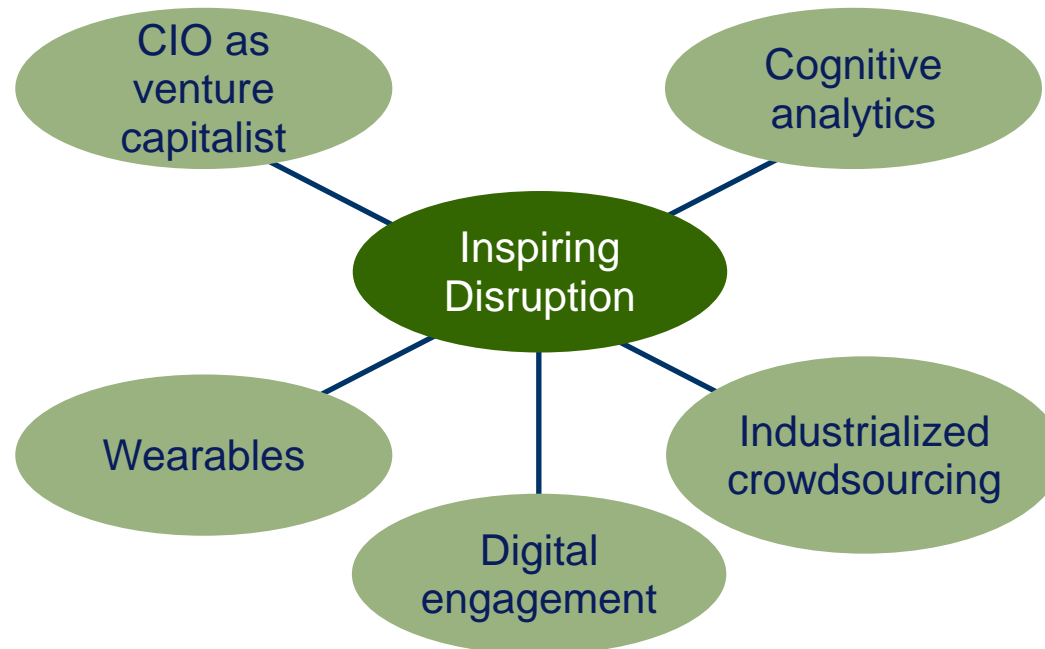 CIO as
venture
capitalist
Cognitive
analytics
Inspiring
Disruption
Wearables
Industrialized
crowdsourcing
Digital
engagement